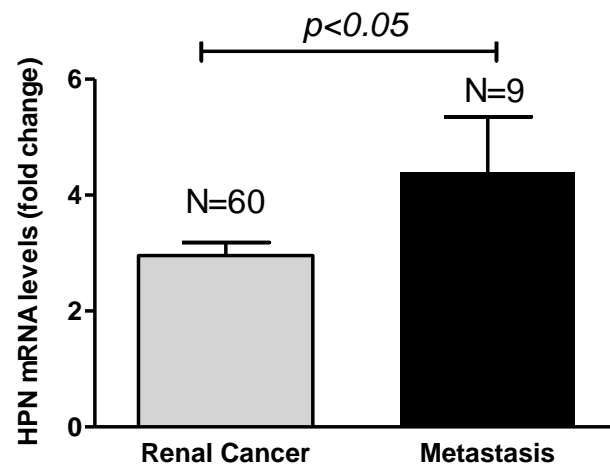 p<0.05
HPN mRNA levels (fold change)
6
4
2
0
N=60
N=9
Renal Cancer
Metastasis